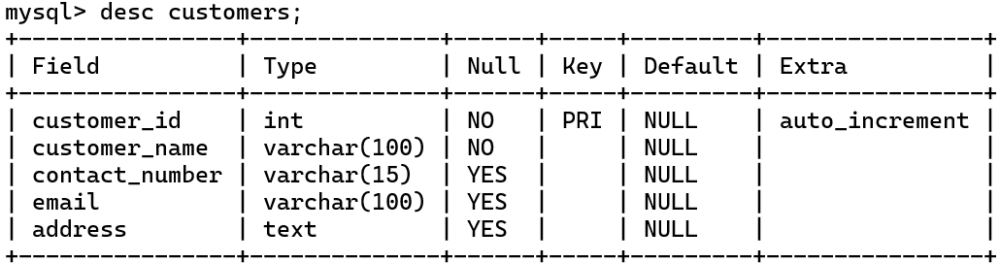 mysql> desc customers;
+----------------+--------------+------+-----+---------+----------------+
| Field          | Type         | Null | Key | Default | Extra          |
+----------------+--------------+------+-----+---------+----------------+
| customer_id    | int          | NO   | PRI | NULL    | auto_increment |
| customer_name  | varchar(100) | NO   |     | NULL    |                |
| contact_number | varchar(15)  | YES  |     | NULL    |                |
| email          | varchar(100) | YES  |     | NULL    |                |
| address        | text         | YES  |     | NULL    |                |
+----------------+--------------+------+-----+---------+----------------+